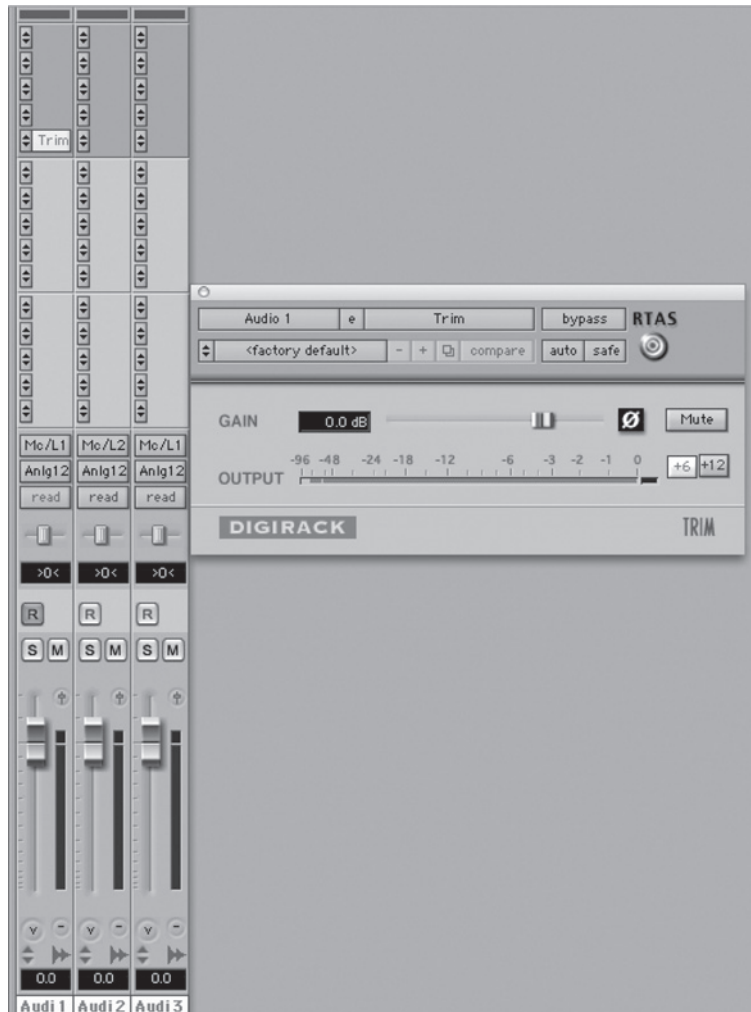 Trim
Audio 1 e Trim bypass RTAS
<factory default> - + compare auto safe
GAIN 0.0 dB Ø Mute
-96 -48 -24 -18 -12 -6 -3 -2 -1 0 +6 +12
OUTPUT
DIGIRACK TRIM
Mc/L1 Mc/L2 Mc/L1
Anlg12 Anlg12 Anlg12
read read read
>0< >0< >0<
R R R
S M S M S M
0.0 0.0 0.0
Audi 1 Audi 2 Audi 3